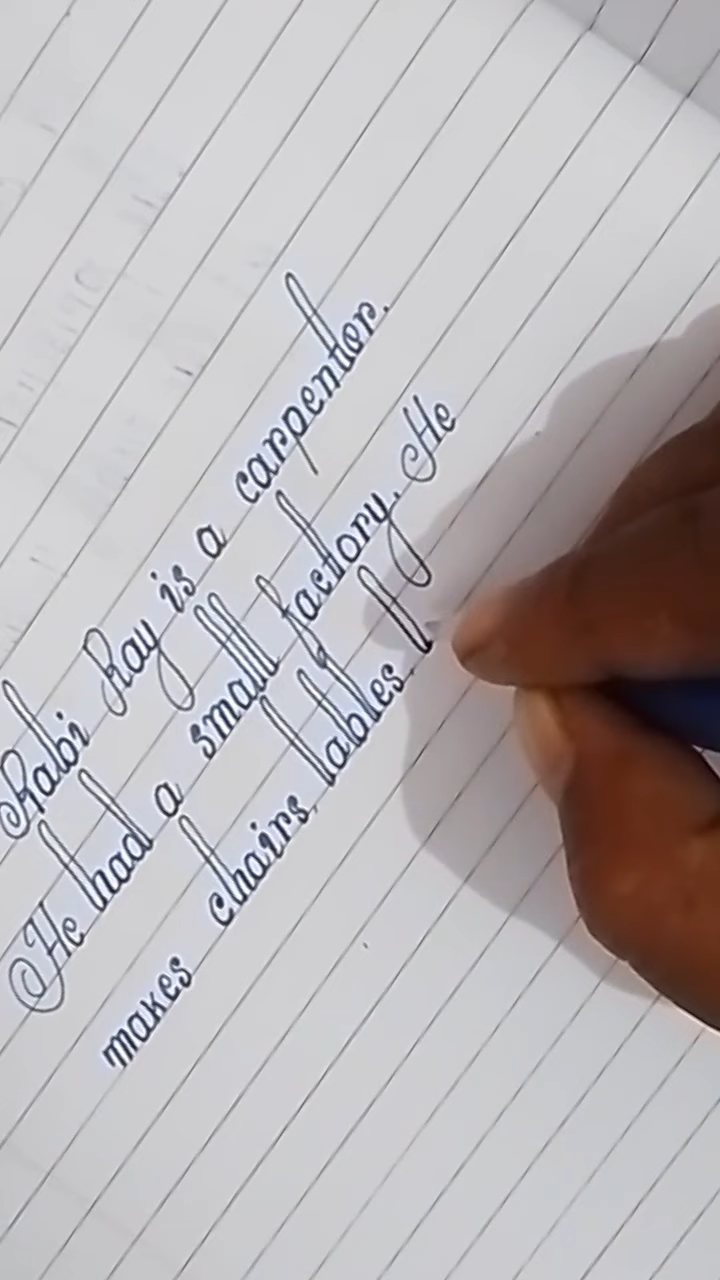 Rabi Ray is a carpenter.
He had a small factory. He
makes chairs, tables,